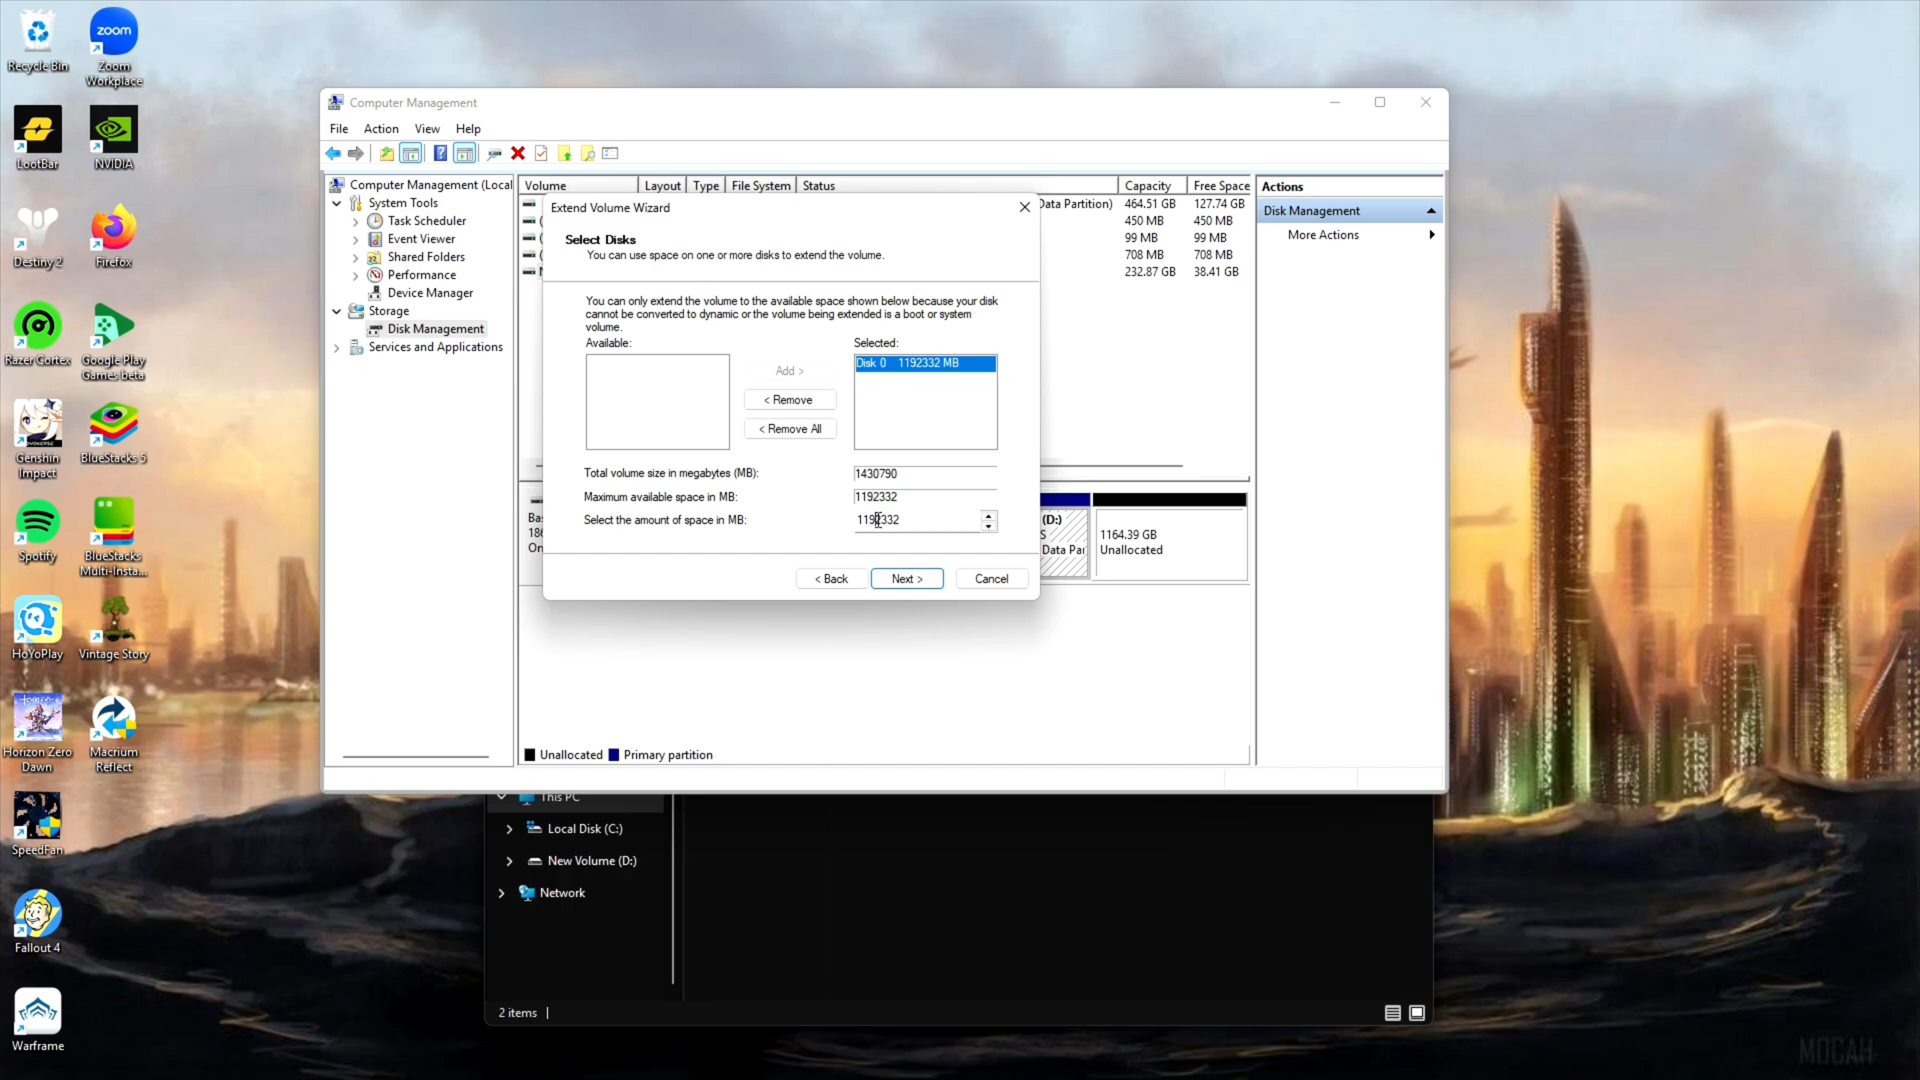 Recycle Bin
Zoom
Workplace
zoom
LootBar
NVIDIA
Destiny 2
Firefox
Razer Cortex
Google Play
Games beta
Genshin
Impact
BlueStacks 5
Spotify
BlueStacks
Multi-Insta...
HoYoPlay
Vintage Story
Horizon Zero
Dawn
Macrium
Reflect
SpeedFan
Fallout 4
Warframe
Computer Management
File Action View Help
Computer Management (Local
System Tools
Task Scheduler
Event Viewer
Shared Folders
Performance
Device Manager
Storage
Disk Management
Services and Applications
Volume Layout Type File System Status Capacity Free Space
Data Partition) 464.51 GB 127.74 GB
450 MB 450 MB
99 MB 99 MB
708 MB 708 MB
232.87 GB 38.41 GB
Actions
Disk Management
More Actions
Extend Volume Wizard
Select Disks
You can use space on one or more disks to extend the volume.
You can only extend the volume to the available space shown below because your disk
cannot be converted to dynamic or the volume being extended is a boot or system
volume.
Available:
Selected:
Disk 0 1192332 MB
Add >
< Remove
< Remove All
Total volume size in megabytes (MB): 1430790
Maximum available space in MB: 1192332
Select the amount of space in MB: 1192332
< Back Next > Cancel
Bas
186
On
(D:)
S
Data Par
1164.39 GB
Unallocated
Unallocated Primary partition
This PC
Local Disk (C:)
New Volume (D:)
Network
2 items
MOCAH